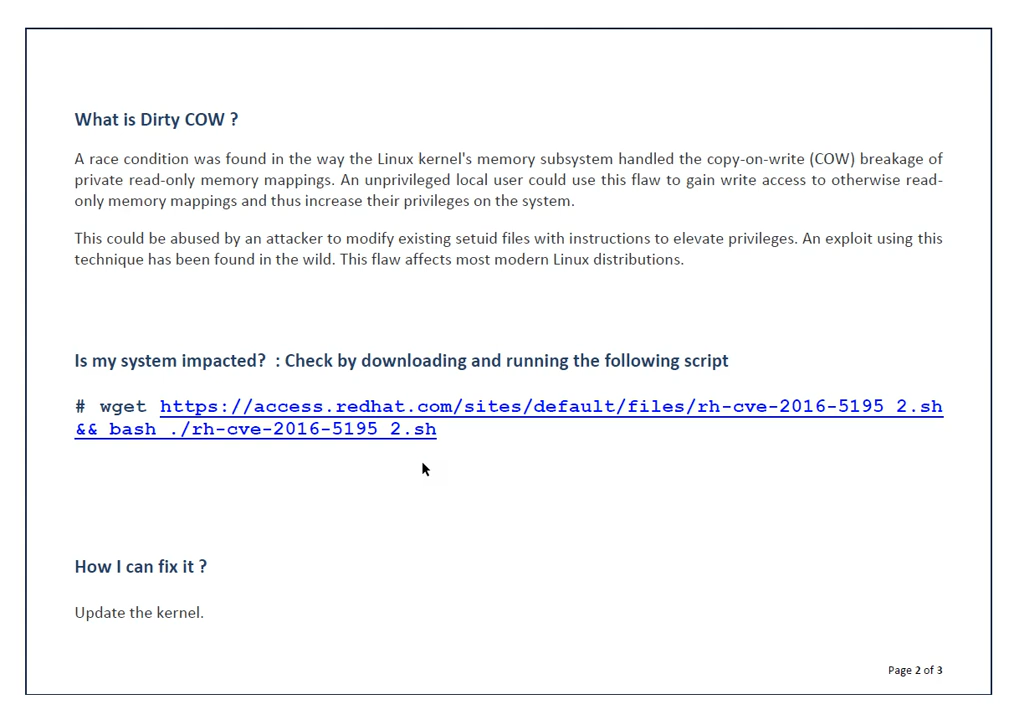 What is Dirty COW ?
A race condition was found in the way the Linux kernel's memory subsystem handled the copy-on-write (COW) breakage of
private read-only memory mappings. An unprivileged local user could use this flaw to gain write access to otherwise read-
only memory mappings and thus increase their privileges on the system.
This could be abused by an attacker to modify existing setuid files with instructions to elevate privileges. An exploit using this
technique has been found in the wild. This flaw affects most modern Linux distributions.
Is my system impacted?  : Check by downloading and running the following script
# wget https://access.redhat.com/sites/default/files/rh-cve-2016-5195_2.sh
&& bash ./rh-cve-2016-5195_2.sh
How I can fix it ?
Update the kernel.
Page 2 of 3